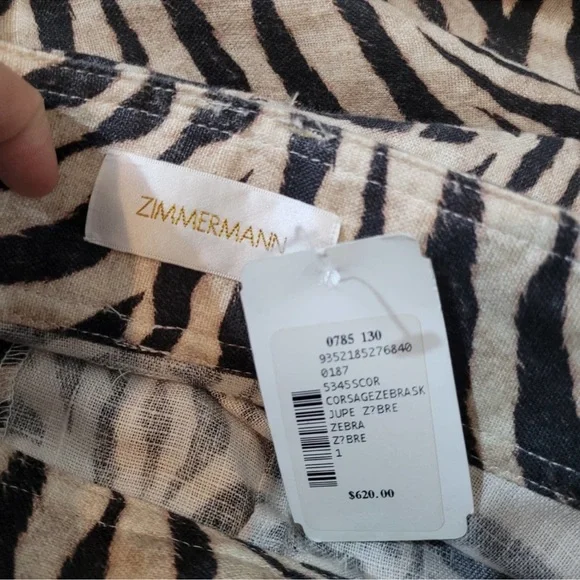 ZIMMERMANN
0785 130
9352185276840
0187
5345SCOR
CORSAGEZEBRASK
JUPE Z?BRE
ZEBRA
Z?BRE
1
$620.00